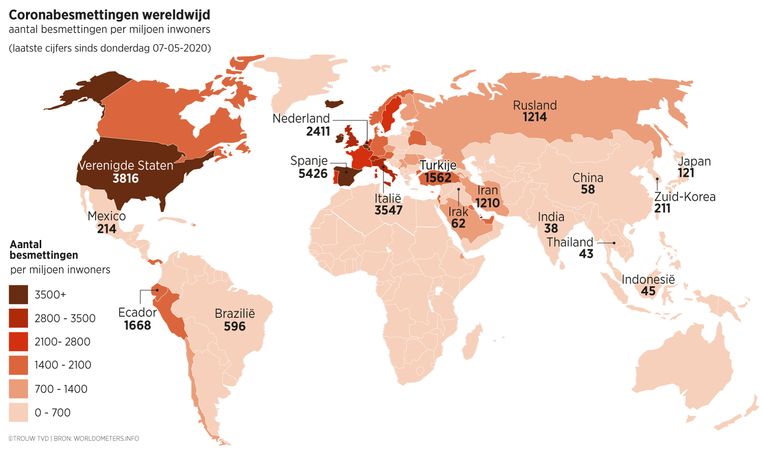 Coronabesmettingen wereldwijd
aantal besmettingen per miljoen inwoners
(laatste cijfers sinds donderdag 07-05-2020)
Nederland
2411
Rusland
1214
Verenigde Staten
3816
Spanje
5426
Turkije
1562
Italië
3547
Iran
1210
Irak
62
China
58
Japan
121
Zuid-Korea
211
India
38
Thailand
43
Indonesië
45
Mexico
214
Ecador
1668
Brazilië
596
Aantal
besmettingen
per miljoen inwoners
3500+
2800 - 3500
2100- 2800
1400 - 2100
700 - 1400
0 - 700
©TROUW TVD | BRON: WORLDOMETERS.INFO